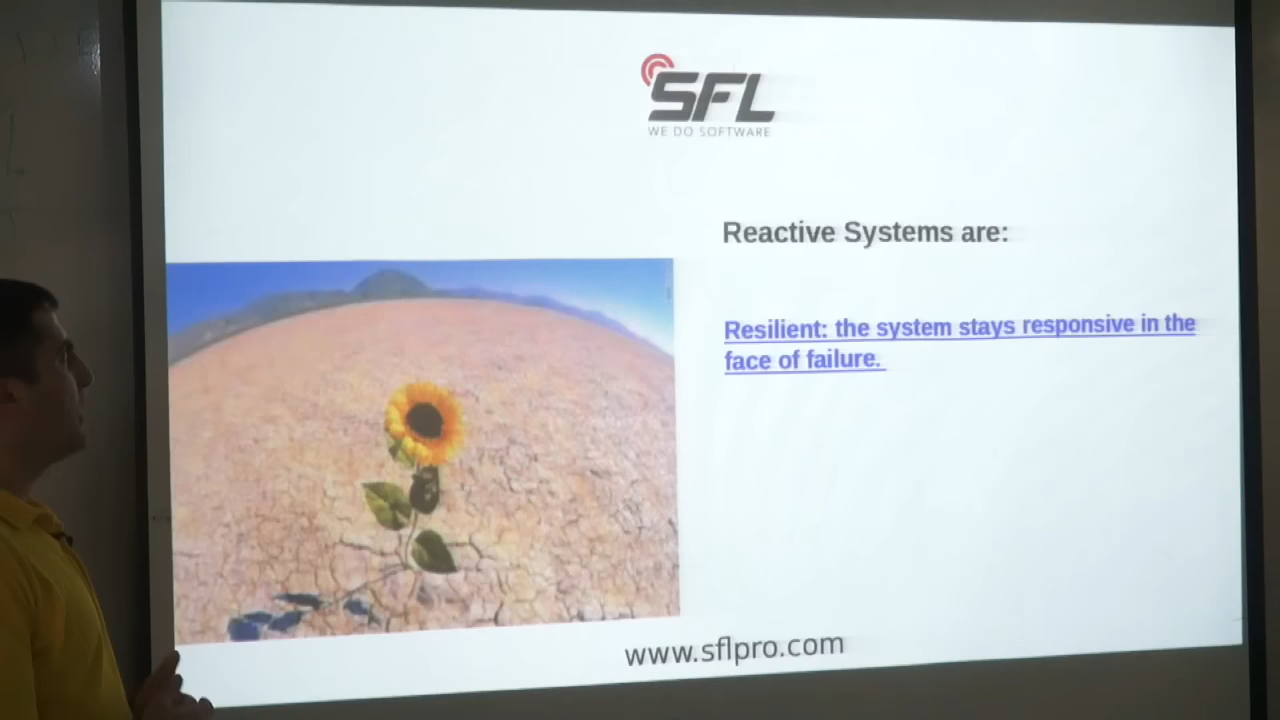 SFL
WE DO SOFTWARE
Reactive Systems are:
Resilient: the system stays responsive in the
face of failure.
www.sflpro.com